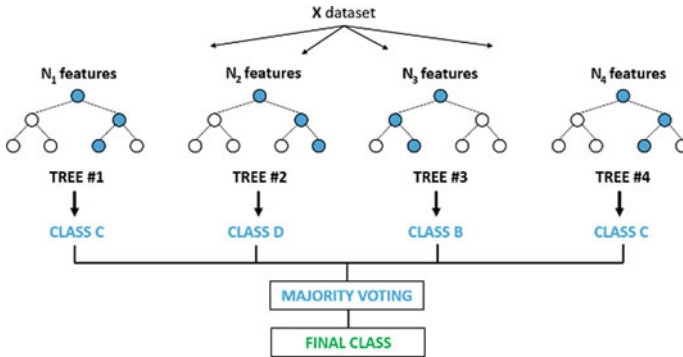 X dataset
N₁ features N₂ features N₃ features N₄ features
TREE #1 TREE #2 TREE #3 TREE #4
CLASS C CLASS D CLASS B CLASS C
MAJORITY VOTING
FINAL CLASS